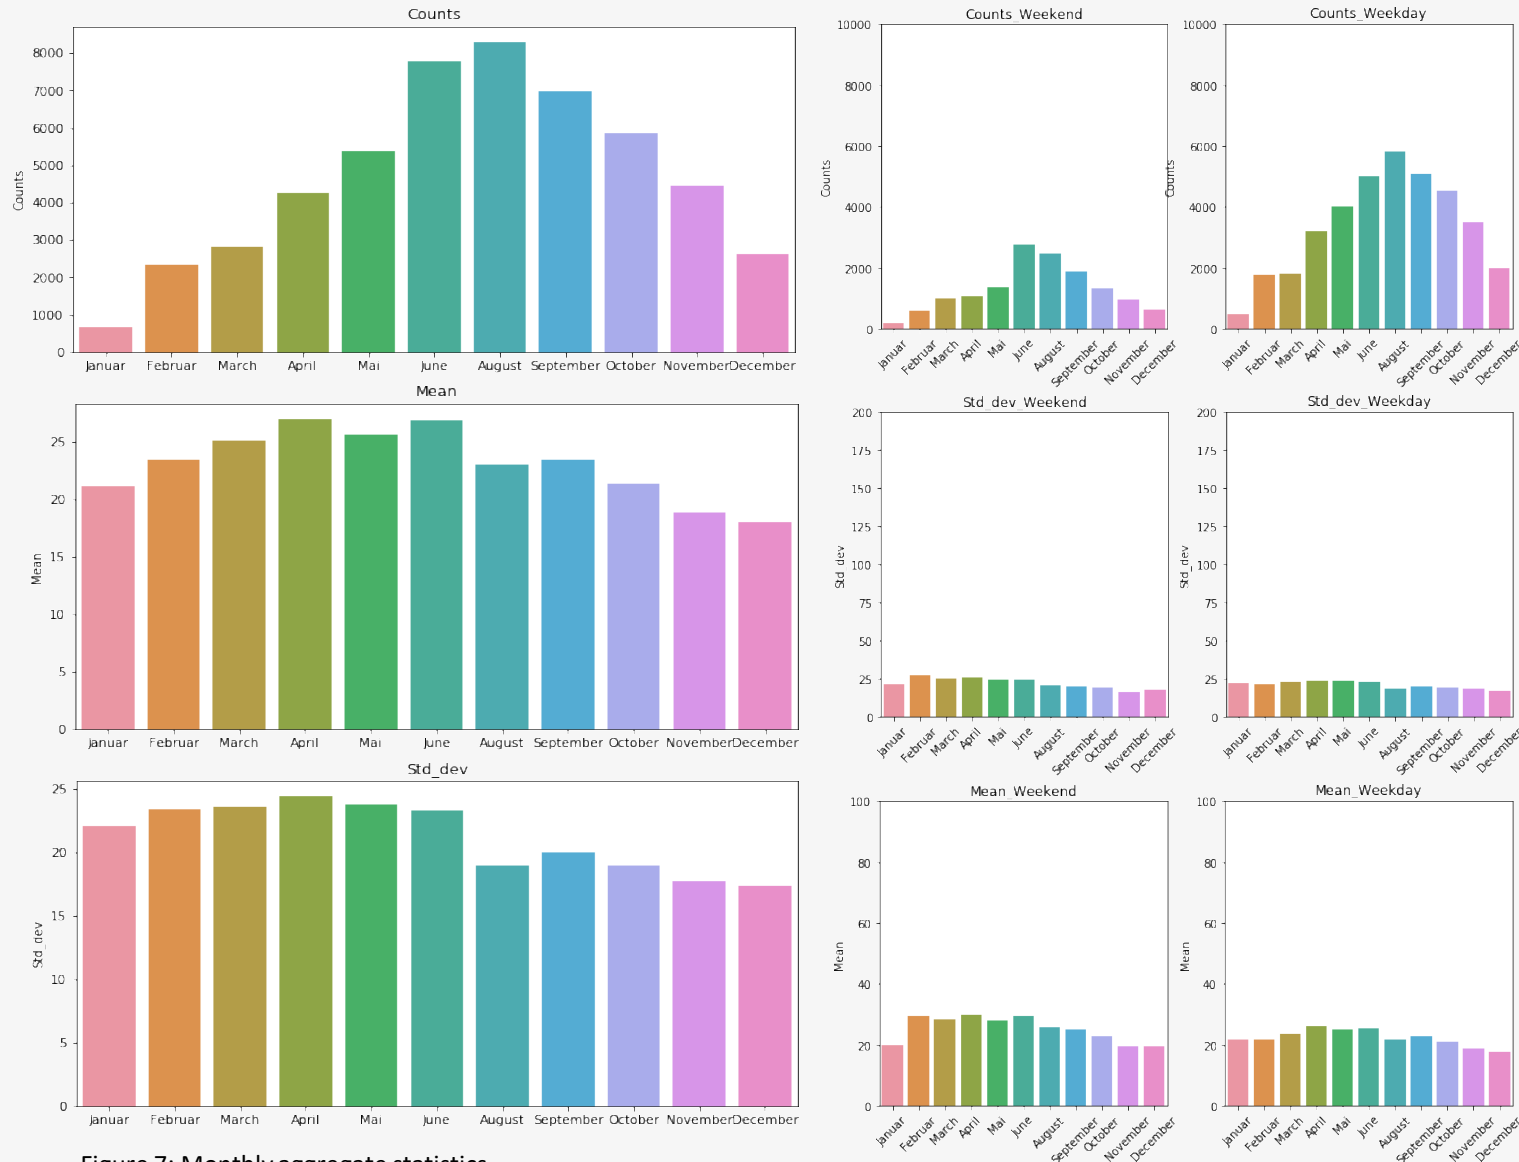 Counts
8000
7000
6000
5000
4000
3000
2000
1000
0
Counts
Januar Februar March April Mai June August September October November December
Mean
25
20
15
10
5
0
Mean
Januar Februar March April Mai June August September October November December
Std_dev
25
20
15
10
5
0
Std_dev
Januar Februar March April Mai June August September October November December
Counts_Weekend
10000
8000
6000
4000
2000
0
Counts
Januar Februar March April Mai June August September October November December
Counts_Weekday
10000
8000
6000
4000
2000
0
Counts
Januar Februar March April Mai June August September October November December
Std_dev_Weekend
200
175
150
125
100
75
50
25
0
Std_dev
Januar Februar March April Mai June August September October November December
Std_dev_Weekday
200
175
150
125
100
75
50
25
0
Std_dev
Januar Februar March April Mai June August September October November December
Mean_Weekend
100
80
60
40
20
0
Mean
Januar Februar March April Mai June August September October November December
Mean_Weekday
100
80
60
40
20
0
Mean
Januar Februar March April Mai June August September October November December
Figure 7: Monthly aggregate statistics